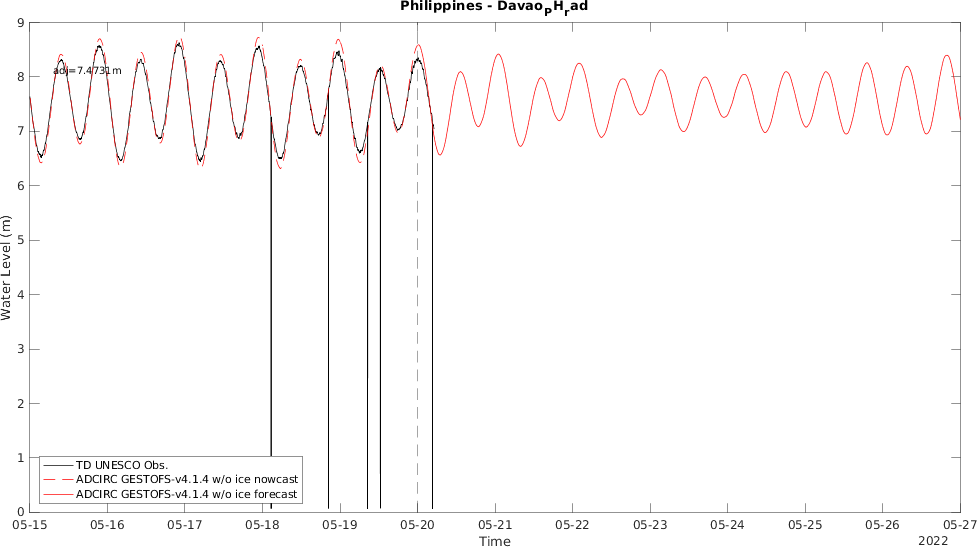 Philippines - DavaoPHrad
9
8
7
6
5
4
3
2
1
0
Water Level (m)
adj=7.4731m
TD UNESCO Obs.
ADCIRC GESTOFS-v4.1.4 w/o ice nowcast
ADCIRC GESTOFS-v4.1.4 w/o ice forecast
05-15 05-16 05-17 05-18 05-19 05-20 05-21 05-22 05-23 05-24 05-25 05-26 05-27
Time
2022